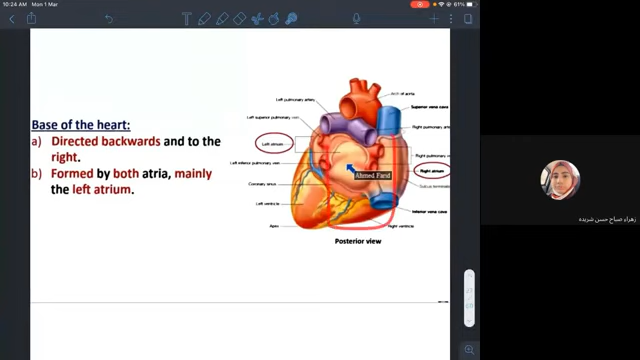 10:24 AM Mon 1 Mar
61%
Base of the heart:
a) Directed backwards and to the
right.
b) Formed by both atria, mainly
the left atrium.
Arch of aorta
Left pulmonary artery
Superior vena cava
Left superior pulmonary vein
Right pulmonary arter
Left atrium
Right pulmonary
Left inferior pulmonary vein
Right atrium
Ahmed Farid
Coronary sinus
Sulcus terminalis
Left ventricle
Inferior vena cava
Apex
Right ventricle
Posterior view
زهراء صباح حسن شريده